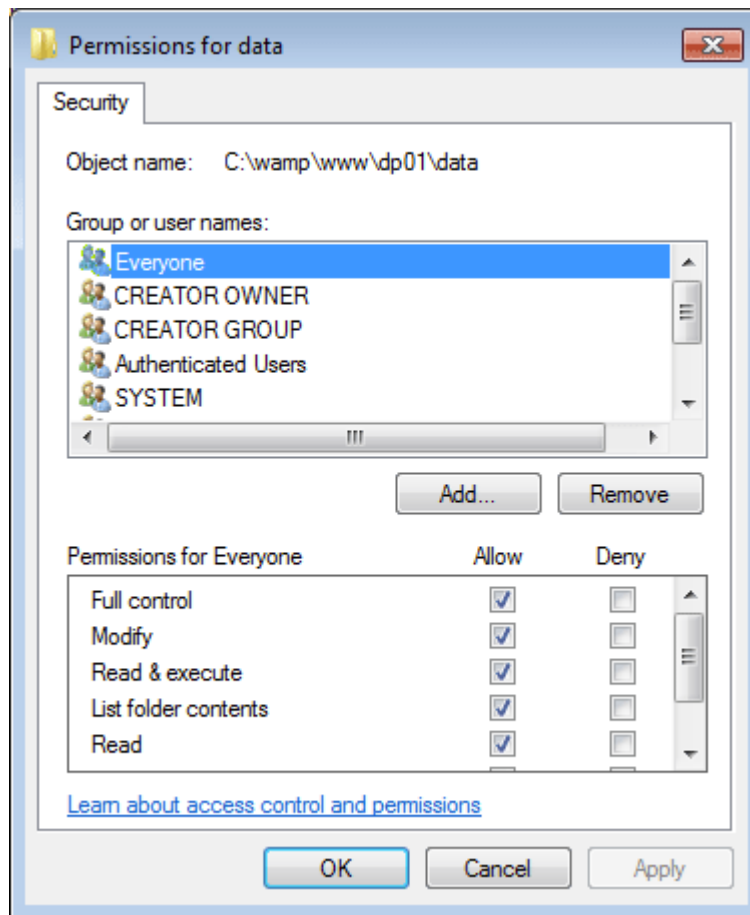 Permissions for data
Security
Object name: C:\wamp\www\dp01\data
Group or user names:
Everyone
CREATOR OWNER
CREATOR GROUP
Authenticated Users
SYSTEM
Add... Remove
Permissions for Everyone Allow Deny
Full control
Modify
Read & execute
List folder contents
Read
Learn about access control and permissions
OK Cancel Apply